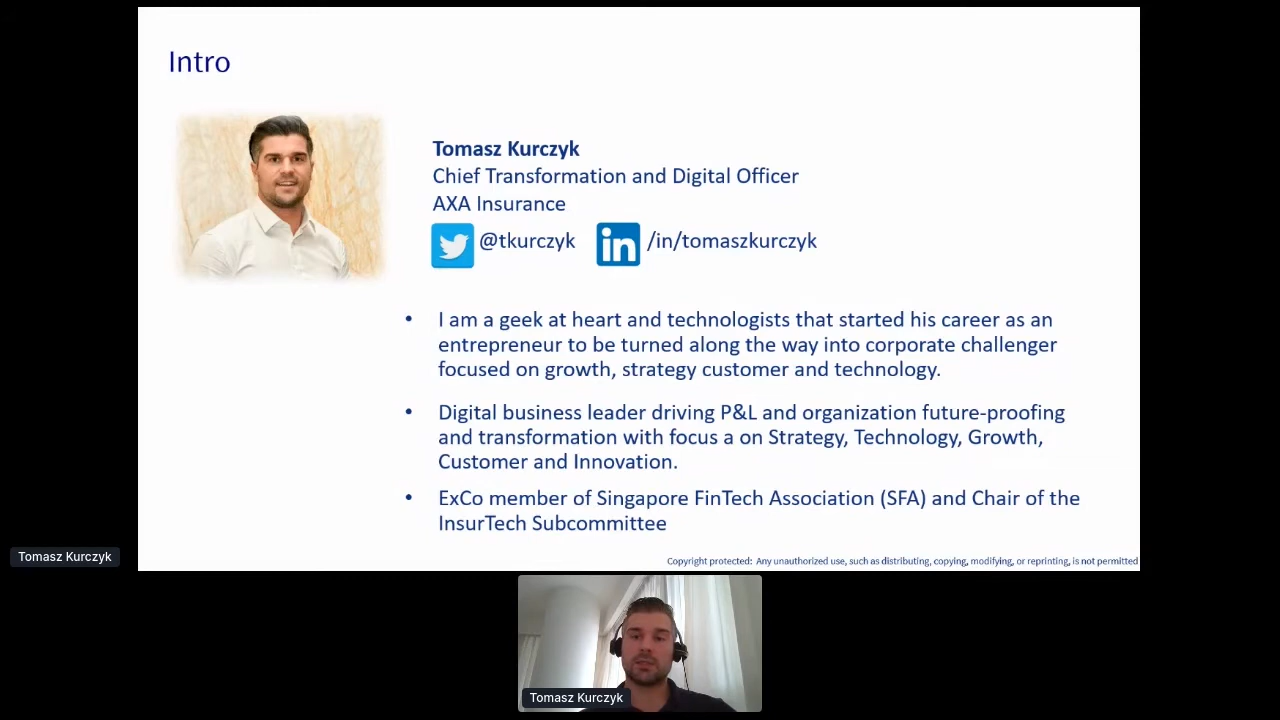 Intro
Tomasz Kurczyk
Chief Transformation and Digital Officer
AXA Insurance
@tkurczyk in /in/tomaszkurczyk
• I am a geek at heart and technologists that started his career as an
entrepreneur to be turned along the way into corporate challenger
focused on growth, strategy customer and technology.
• Digital business leader driving P&L and organization future-proofing
and transformation with focus a on Strategy, Technology, Growth,
Customer and Innovation.
• ExCo member of Singapore FinTech Association (SFA) and Chair of the
InsurTech Subcommittee
Copyright protected: Any unauthorized use, such as distributing, copying, modifying, or reprinting, is not permitted
Tomasz Kurczyk
Tomasz Kurczyk